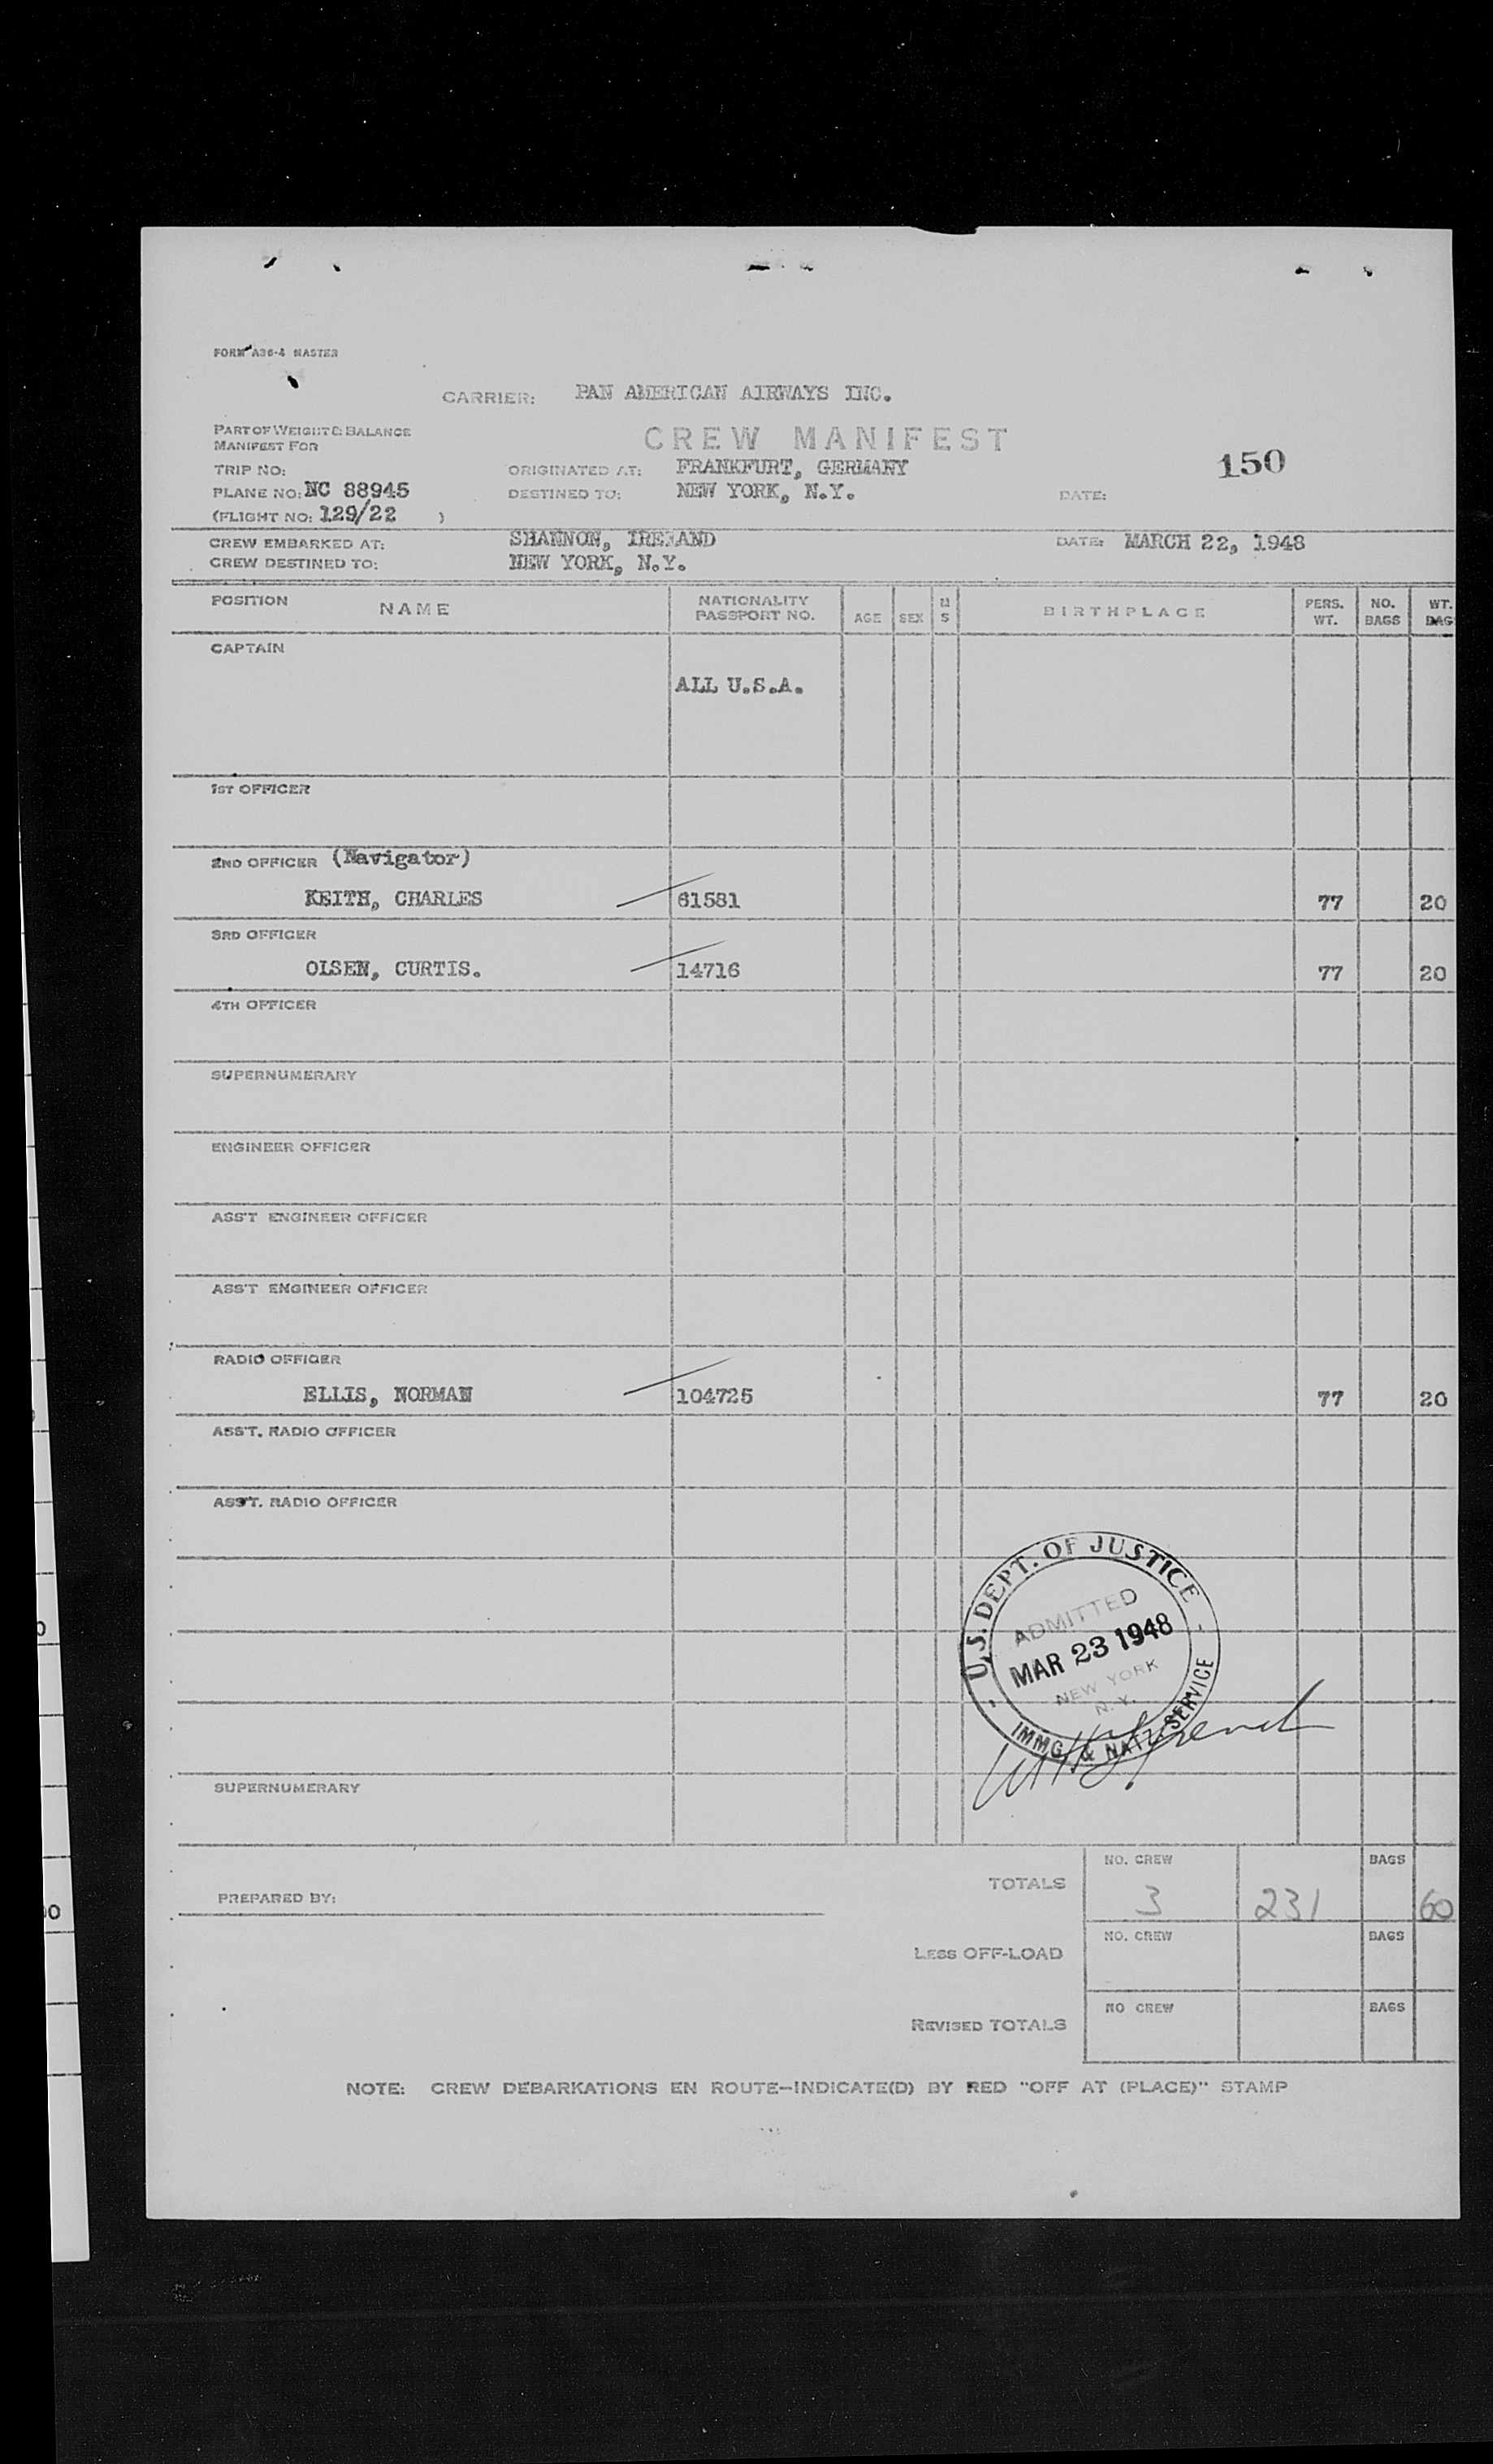 FORM A36-4 MASTER
CARRIER: PAN AMERICAN AIRWAYS INC.
PART OF WEIGHT & BALANCE
MANIFEST FOR
CREW MANIFEST
TRIP NO: ORIGINATED AT: FRANKFURT, GERMANY 150
PLANE NO: NC 88945 DESTINED TO: NEW YORK, N.Y. DATE:
(FLIGHT NO: 129/22 )
CREW EMBARKED AT: SHANNON, IRELAND DATE: MARCH 22, 1948
CREW DESTINED TO: NEW YORK, N.Y.
POSITION NAME NATIONALITY PASSPORT NO. AGE SEX M S BIRTHPLACE PERS. WT. NO. BAGS WT. BAG
CAPTAIN
ALL U.S.A.
1ST OFFICER
2ND OFFICER (Navigator)
KEITH, CHARLES 61581 77 20
3RD OFFICER
OLSEN, CURTIS. 14716 77 20
4TH OFFICER
SUPERNUMERARY
ENGINEER OFFICER
ASS'T ENGINEER OFFICER
ASS'T ENGINEER OFFICER
RADIO OFFICER
ELLIS, NORMAN 104725 77 20
ASS'T. RADIO OFFICER
ASS'T. RADIO OFFICER
U.S. DEPT. OF JUSTICE
ADMITTED
MAR 23 1948
NEW YORK
N.Y.
IMMG. & NATZ. SERVICE
SUPERNUMERARY
NO. CREW BAGS
PREPARED BY: TOTALS 3 231 60
NO. CREW BAGS
LESS OFF-LOAD
NO CREW BAGS
REVISED TOTALS
NOTE: CREW DEBARKATIONS EN ROUTE—INDICATE(D) BY RED "OFF AT (PLACE)" STAMP